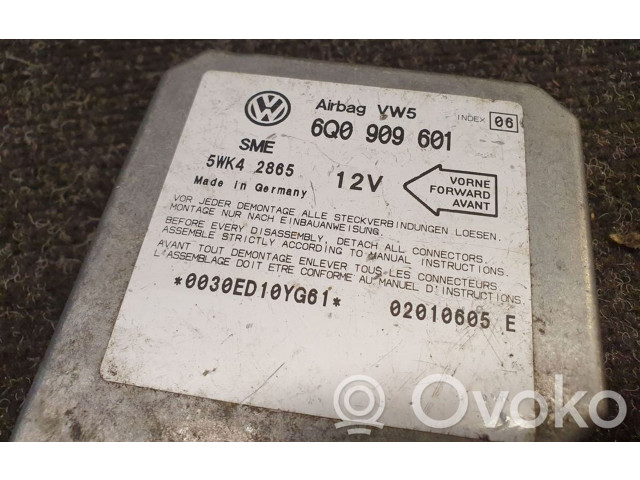 Airbag VW5
INDEX 06
6Q0 909 601
SME
5WK4 2865
Made in Germany
12V
VORNE
FORWARD
AVANT
VOR JEDER DEMONTAGE ALLE STECKVERBINDUNGEN LOESEN.
MONTAGE NUR NACH EINBAUANWEISUNG.
BEFORE EVERY DISASSEMBLY, DETACH ALL CONNECTORS.
ASSEMBLE STRICTLY ACCORDING TO MANUAL INSTRUCTIONS.
AVANT TOUT DEMONTAGE ENLEVER TOUS LES CONNECTEURS.
L'ASSEMBLAGE DOIT ETRE CONFORME AU MANUEL D'INSTRUCTIONS.
*0030ED10YG61*
02010605 E
Ovoko